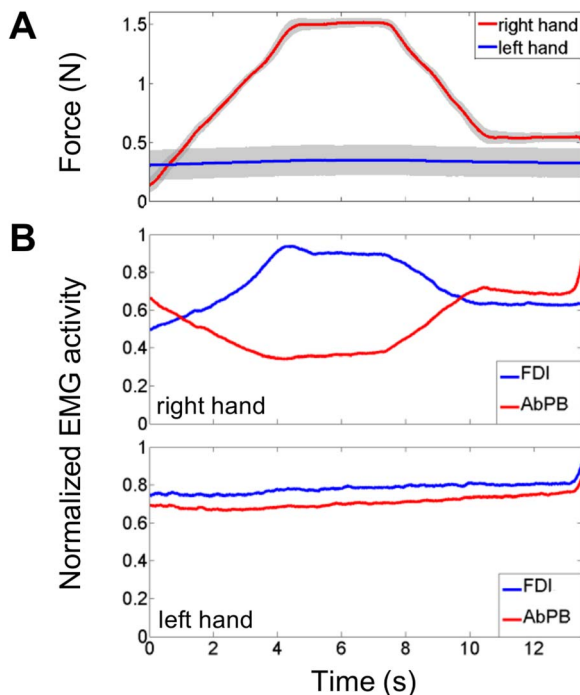 A
Force (N)
1.5
1
0.5
0
right hand
left hand
B
Normalized EMG activity
1
0.8
0.6
0.4
0.2
0
right hand
FDI
AbPB
1
0.8
0.6
0.4
0.2
0
left hand
FDI
AbPB
0 2 4 6 8 10 12
Time (s)